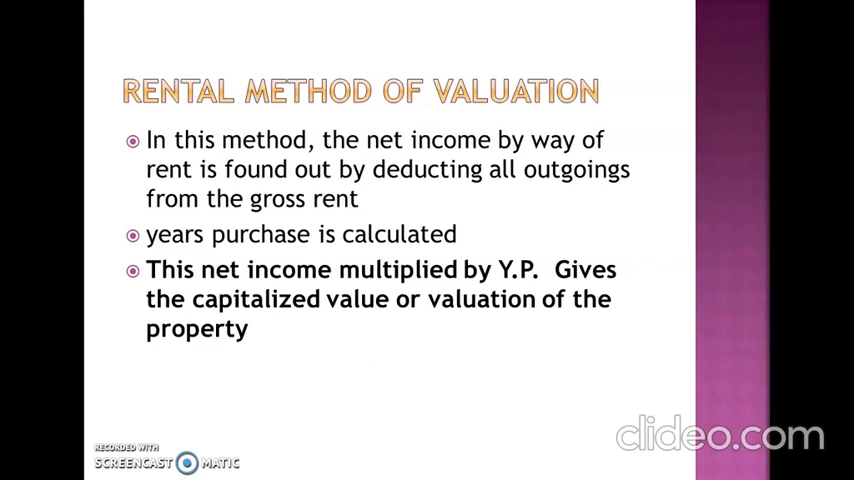 RENTAL METHOD OF VALUATION
In this method, the net income by way of
rent is found out by deducting all outgoings
from the gross rent
years purchase is calculated
This net income multiplied by Y.P.  Gives
the capitalized value or valuation of the
property
RECORDED WITH
SCREENCAST MATIC
clideo.com